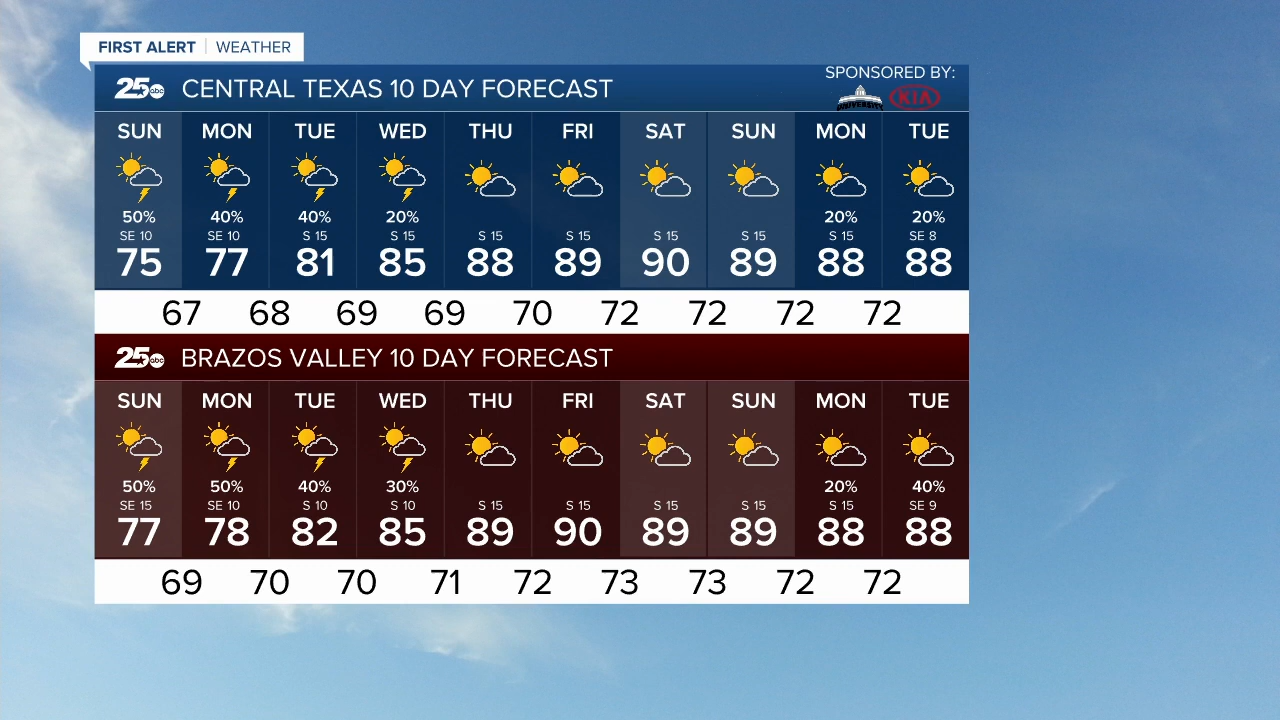 FIRST ALERT WEATHER
25 abc CENTRAL TEXAS 10 DAY FORECAST
SPONSORED BY:
UNIVERSITY KIA
SUN MON TUE WED THU FRI SAT SUN MON TUE
50% 40% 40% 20% 20% 20%
SE 10 SE 10 S 15 S 15 S 15 S 15 S 15 S 15 S 15 SE 8
75 77 81 85 88 89 90 89 88 88
67 68 69 69 70 72 72 72 72
25 abc BRAZOS VALLEY 10 DAY FORECAST
SUN MON TUE WED THU FRI SAT SUN MON TUE
50% 50% 40% 30% 20% 40%
SE 15 SE 10 S 10 S 10 S 15 S 15 S 15 S 15 S 15 SE 9
77 78 82 85 89 90 89 89 88 88
69 70 70 71 72 73 73 72 72